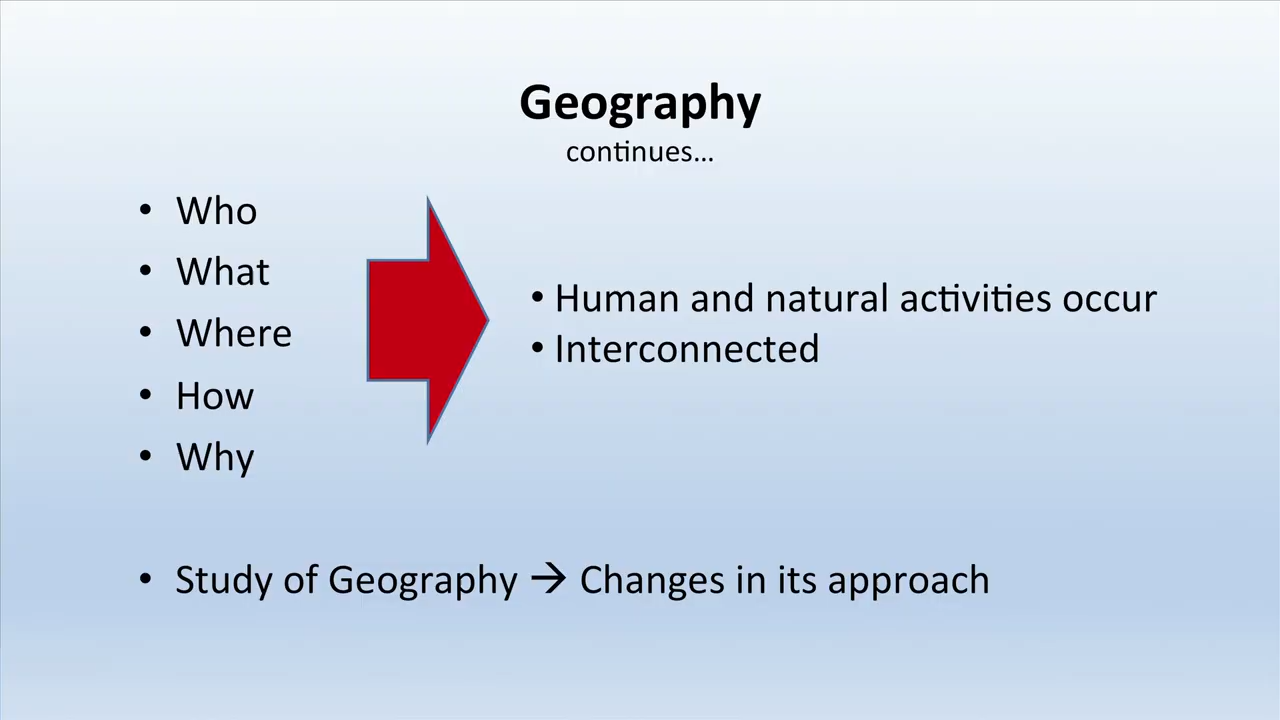 Geography
continues...
• Who
• What
• Where
• How
• Why
• Human and natural activities occur
• Interconnected
• Study of Geography → Changes in its approach